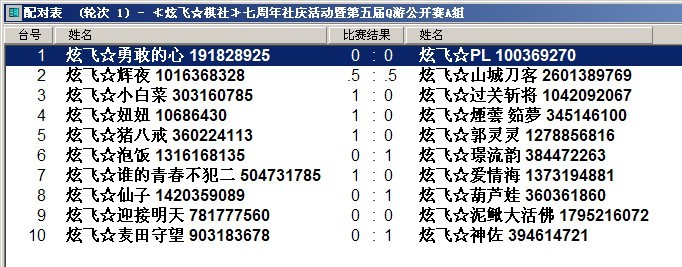 配对表 (轮次 1) - ≮炫飞☆棋社≯七周年社庆活动暨第五届Q游公开赛A组
台号 姓名 比赛结果 姓名
1 炫飞☆勇敢的心 191828925 0 : 0 炫飞☆PL 100369270
2 炫飞☆辉夜 1016368328 .5 : .5 炫飞☆山城刀客 2601389769
3 炫飞☆小白菜 303160785 1 : 0 炫飞☆过关斩将 1042092067
4 炫飞☆妞妞 10686430 1 : 0 炫飞☆煙蕓 茹夢 345146100
5 炫飞☆猪八戒 360224113 1 : 0 炫飞☆郭灵灵 1278856816
6 炫飞☆泡饭 1316168135 0 : 1 炫飞☆璟流韵 384472263
7 炫飞☆谁的青春不犯二 504731785 1 : 0 炫飞☆爱情海 1373194881
8 炫飞☆仙子 1420359089 0 : 1 炫飞☆葫芦娃 360361860
9 炫飞☆迎接明天 781777560 0 : 0 炫飞☆泥鳅大活佛 1795216072
10 炫飞☆麦田守望 903183678 0 : 1 炫飞☆神佐 394614721